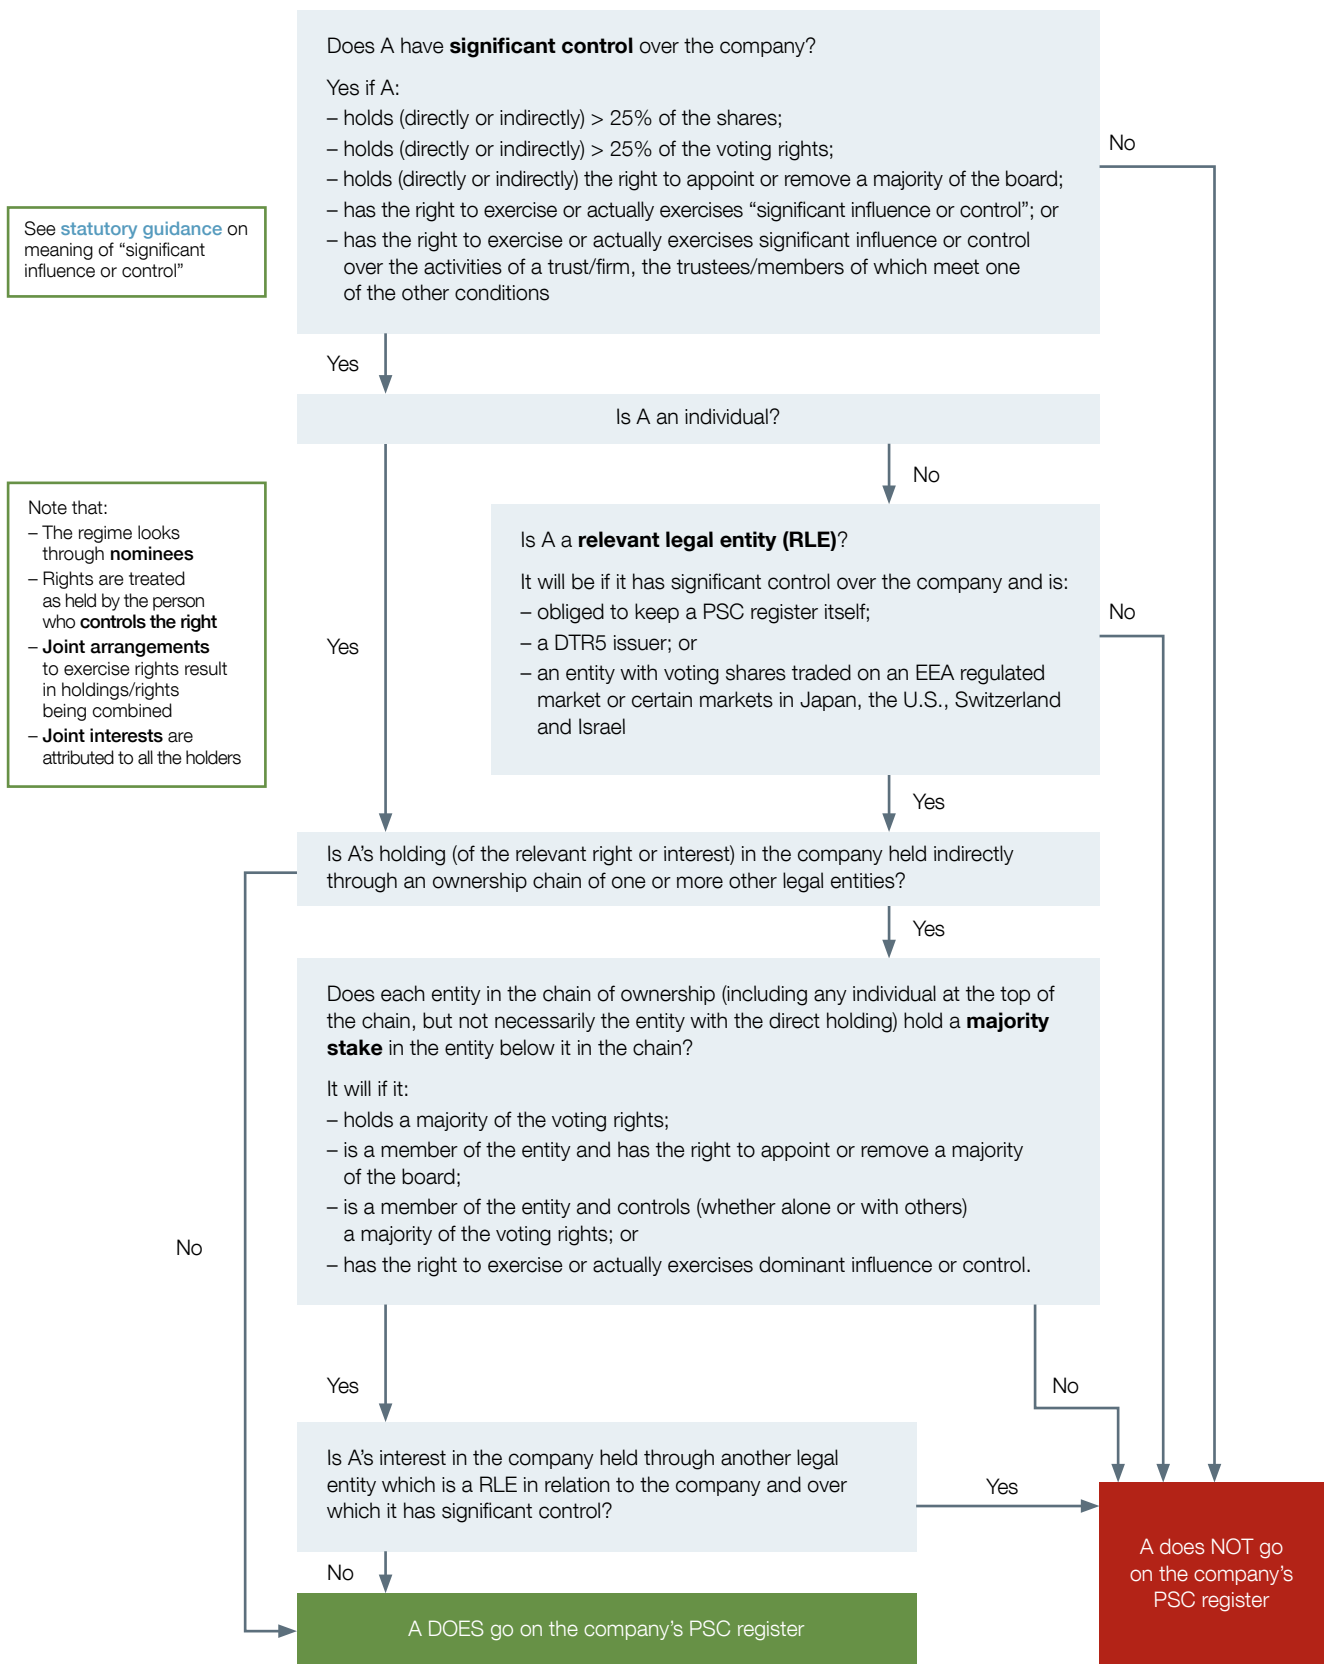 Does A have significant control over the company?
Yes if A:
– holds (directly or indirectly) > 25% of the shares;
– holds (directly or indirectly) > 25% of the voting rights;
– holds (directly or indirectly) the right to appoint or remove a majority of the board;
– has the right to exercise or actually exercises “significant influence or control”; or
– has the right to exercise or actually exercises significant influence or control
over the activities of a trust/firm, the trustees/members of which meet one
of the other conditions
No
See statutory guidance on
meaning of “significant
influence or control”
Yes
Is A an individual?
No
Note that:
– The regime looks
through nominees
– Rights are treated
as held by the person
who controls the right
– Joint arrangements
to exercise rights result
in holdings/rights
being combined
– Joint interests are
attributed to all the holders
Yes
Is A a relevant legal entity (RLE)?
It will be if it has significant control over the company and is:
– obliged to keep a PSC register itself;
– a DTR5 issuer; or
– an entity with voting shares traded on an EEA regulated
market or certain markets in Japan, the U.S., Switzerland
and Israel
No
Yes
Is A’s holding (of the relevant right or interest) in the company held indirectly
through an ownership chain of one or more other legal entities?
Yes
Does each entity in the chain of ownership (including any individual at the top of
the chain, but not necessarily the entity with the direct holding) hold a majority
stake in the entity below it in the chain?
It will if it:
– holds a majority of the voting rights;
– is a member of the entity and has the right to appoint or remove a majority
of the board;
– is a member of the entity and controls (whether alone or with others)
a majority of the voting rights; or
– has the right to exercise or actually exercises dominant influence or control.
No
Yes
No
Is A’s interest in the company held through another legal
entity which is a RLE in relation to the company and over
which it has significant control?
Yes
No
A does NOT go
on the company’s
PSC register
A DOES go on the company’s PSC register